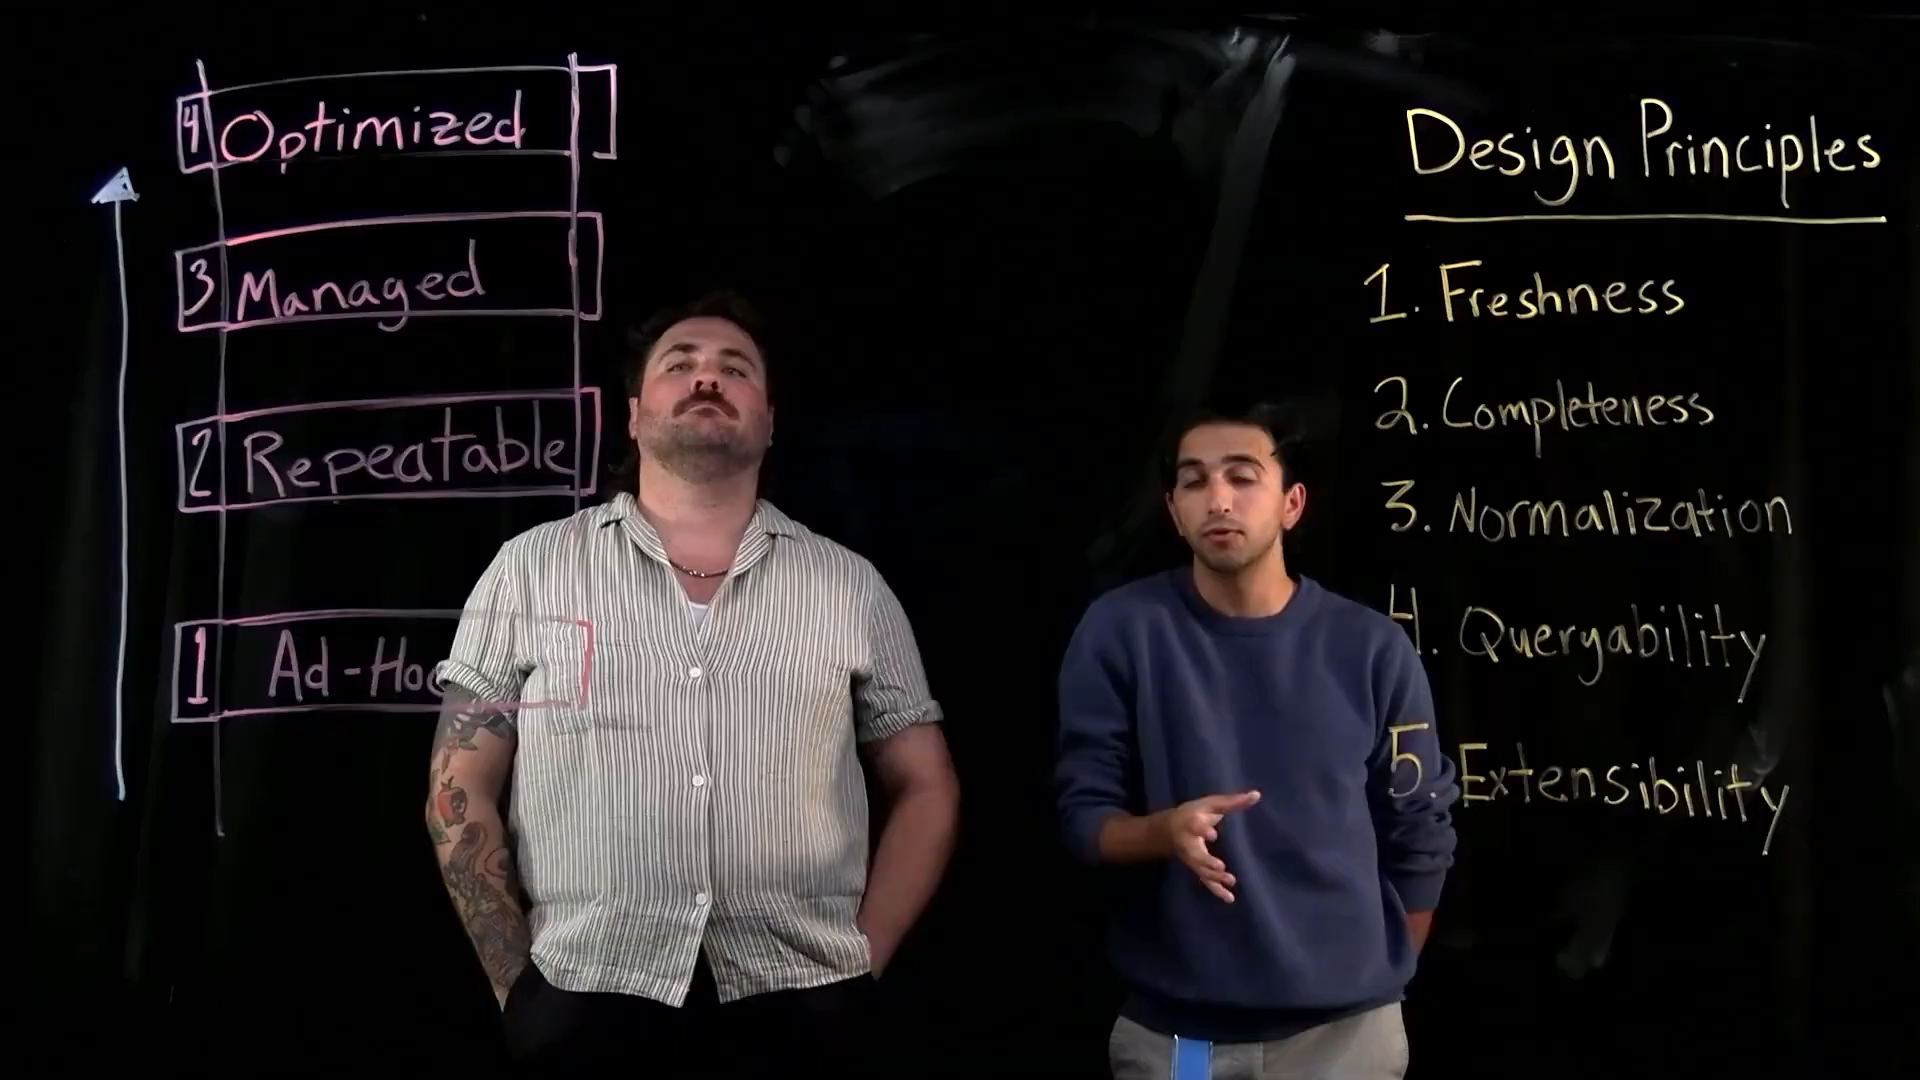 4 Optimized
3 Managed
2 Repeatable
1 Ad-Hoc
Design Principles
1. Freshness
2. Completeness
3. Normalization
4. Queryability
5. Extensibility